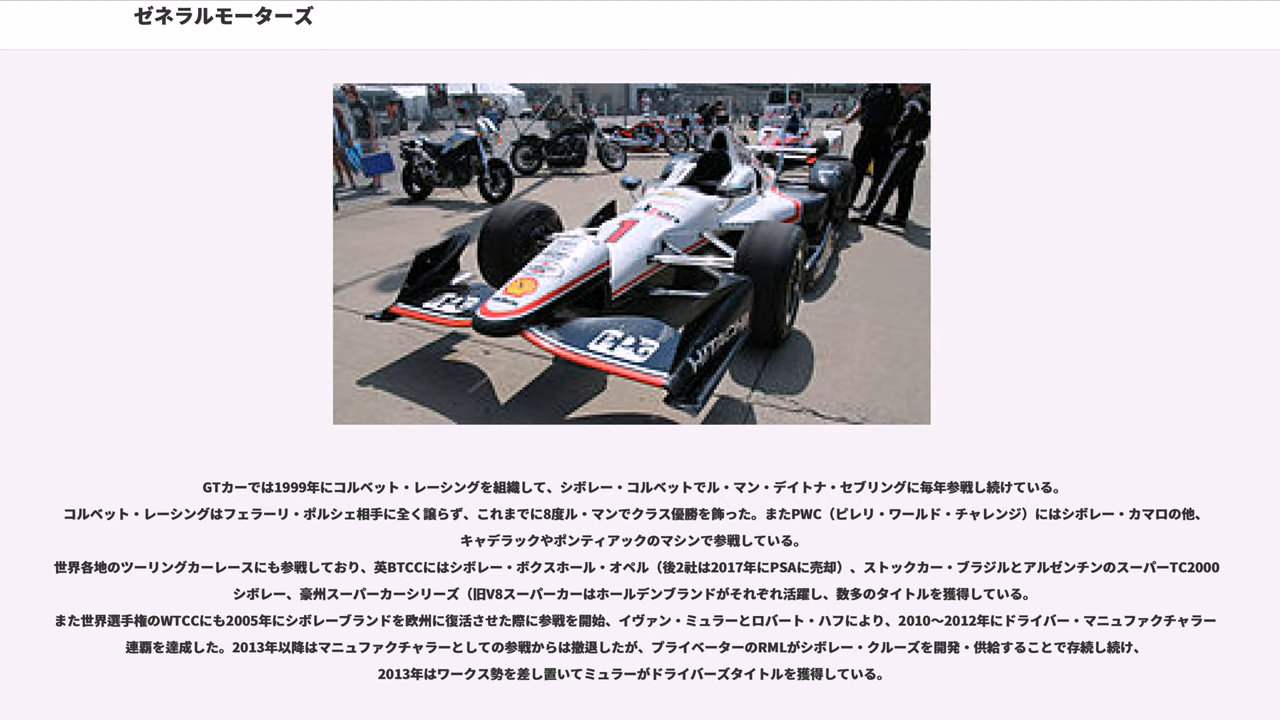 ゼネラルモーターズ
1
HITACHI
GTカーでは1999年にコルベット・レーシングを組織して、シボレー・コルベットでル・マン・デイトナ・セブリングに毎年参戦し続けている。
コルベット・レーシングはフェラーリ・ポルシェ相手に全く譲らず、これまでに8度ル・マンでクラス優勝を飾った。またPWC（ピレリ・ワールド・チャレンジ）にはシボレー・カマロの他、
キャデラックやポンティアックのマシンで参戦している。
世界各地のツーリングカーレースにも参戦しており、英BTCCにはシボレー・ボクスホール・オペル（後2社は2017年にPSAに売却）、ストックカー・ブラジルとアルゼンチンのスーパーTC2000
シボレー、豪州スーパーカーシリーズ（旧V8スーパーカーはホールデンブランドがそれぞれ活躍し、数多のタイトルを獲得している。
また世界選手権のWTCCにも2005年にシボレーブランドを欧州に復活させた際に参戦を開始、イヴァン・ミュラーとロバート・ハフにより、2010〜2012年にドライバー・マニュファクチャラー
連覇を達成した。2013年以降はマニュファクチャラーとしての参戦からは撤退したが、プライベーターのRMLがシボレー・クルーズを開発・供給することで存続し続け、
2013年はワークス勢を差し置いてミュラーがドライバーズタイトルを獲得している。